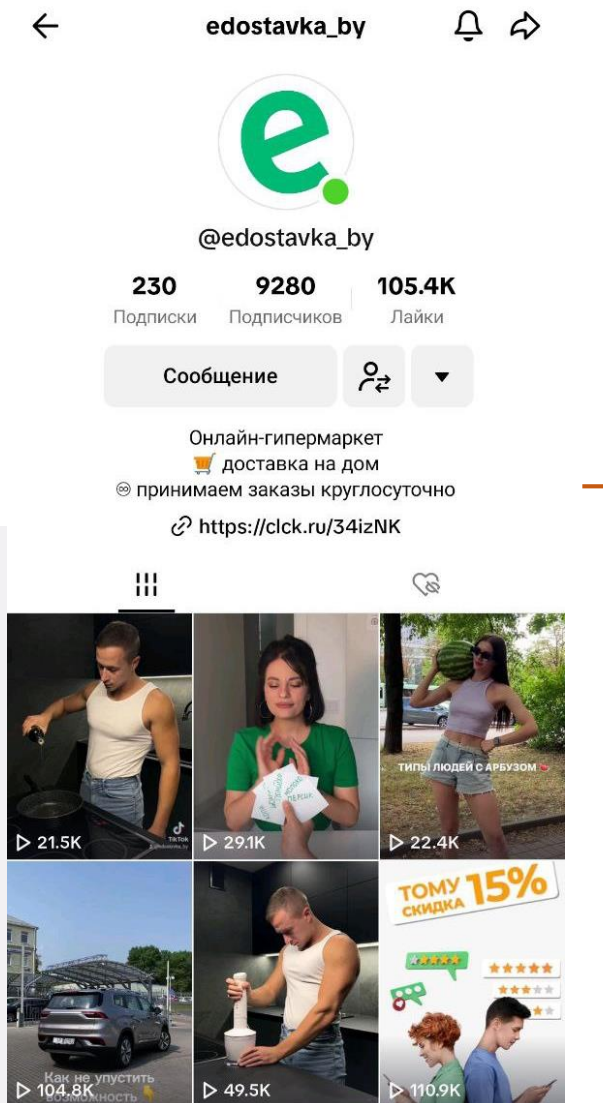 edostavka_by
e
@edostavka_by
230 9280 105.4K
Подписки Подписчиков Лайки
Сообщение
Онлайн-гипермаркет
доставка на дом
принимаем заказы круглосуточно
https://clck.ru/34izNK
ПЕРСИК
ТИПЫ ЛЮДЕЙ С АРБУЗОМ
TikTok
21.5K 29.1K 22.4K
ТОМУ 15%
СКИДКА
Как не упустить
возможность
104.8K 49.5K 110.9K